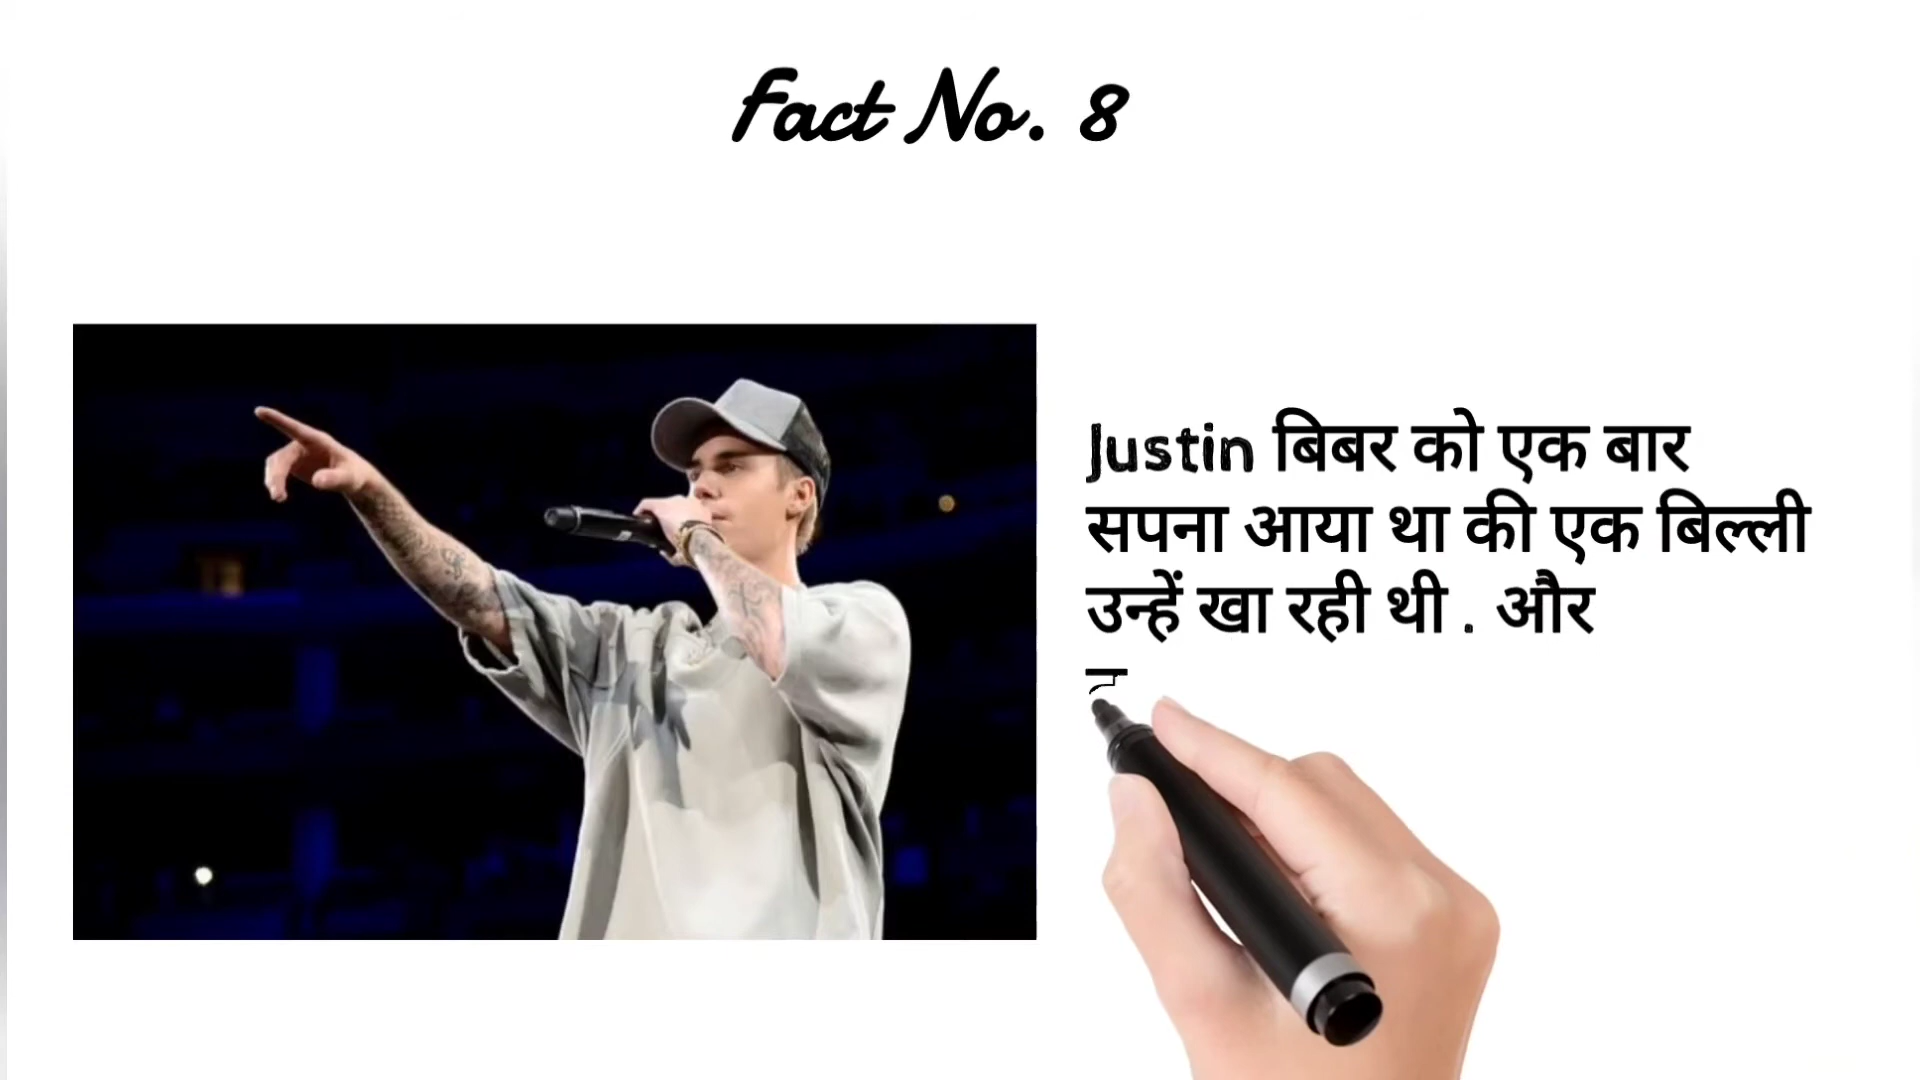 Fact No. 8
Justin बिबर को एक बार
सपना आया था की एक बिल्ली
उन्हें खा रही थी . और